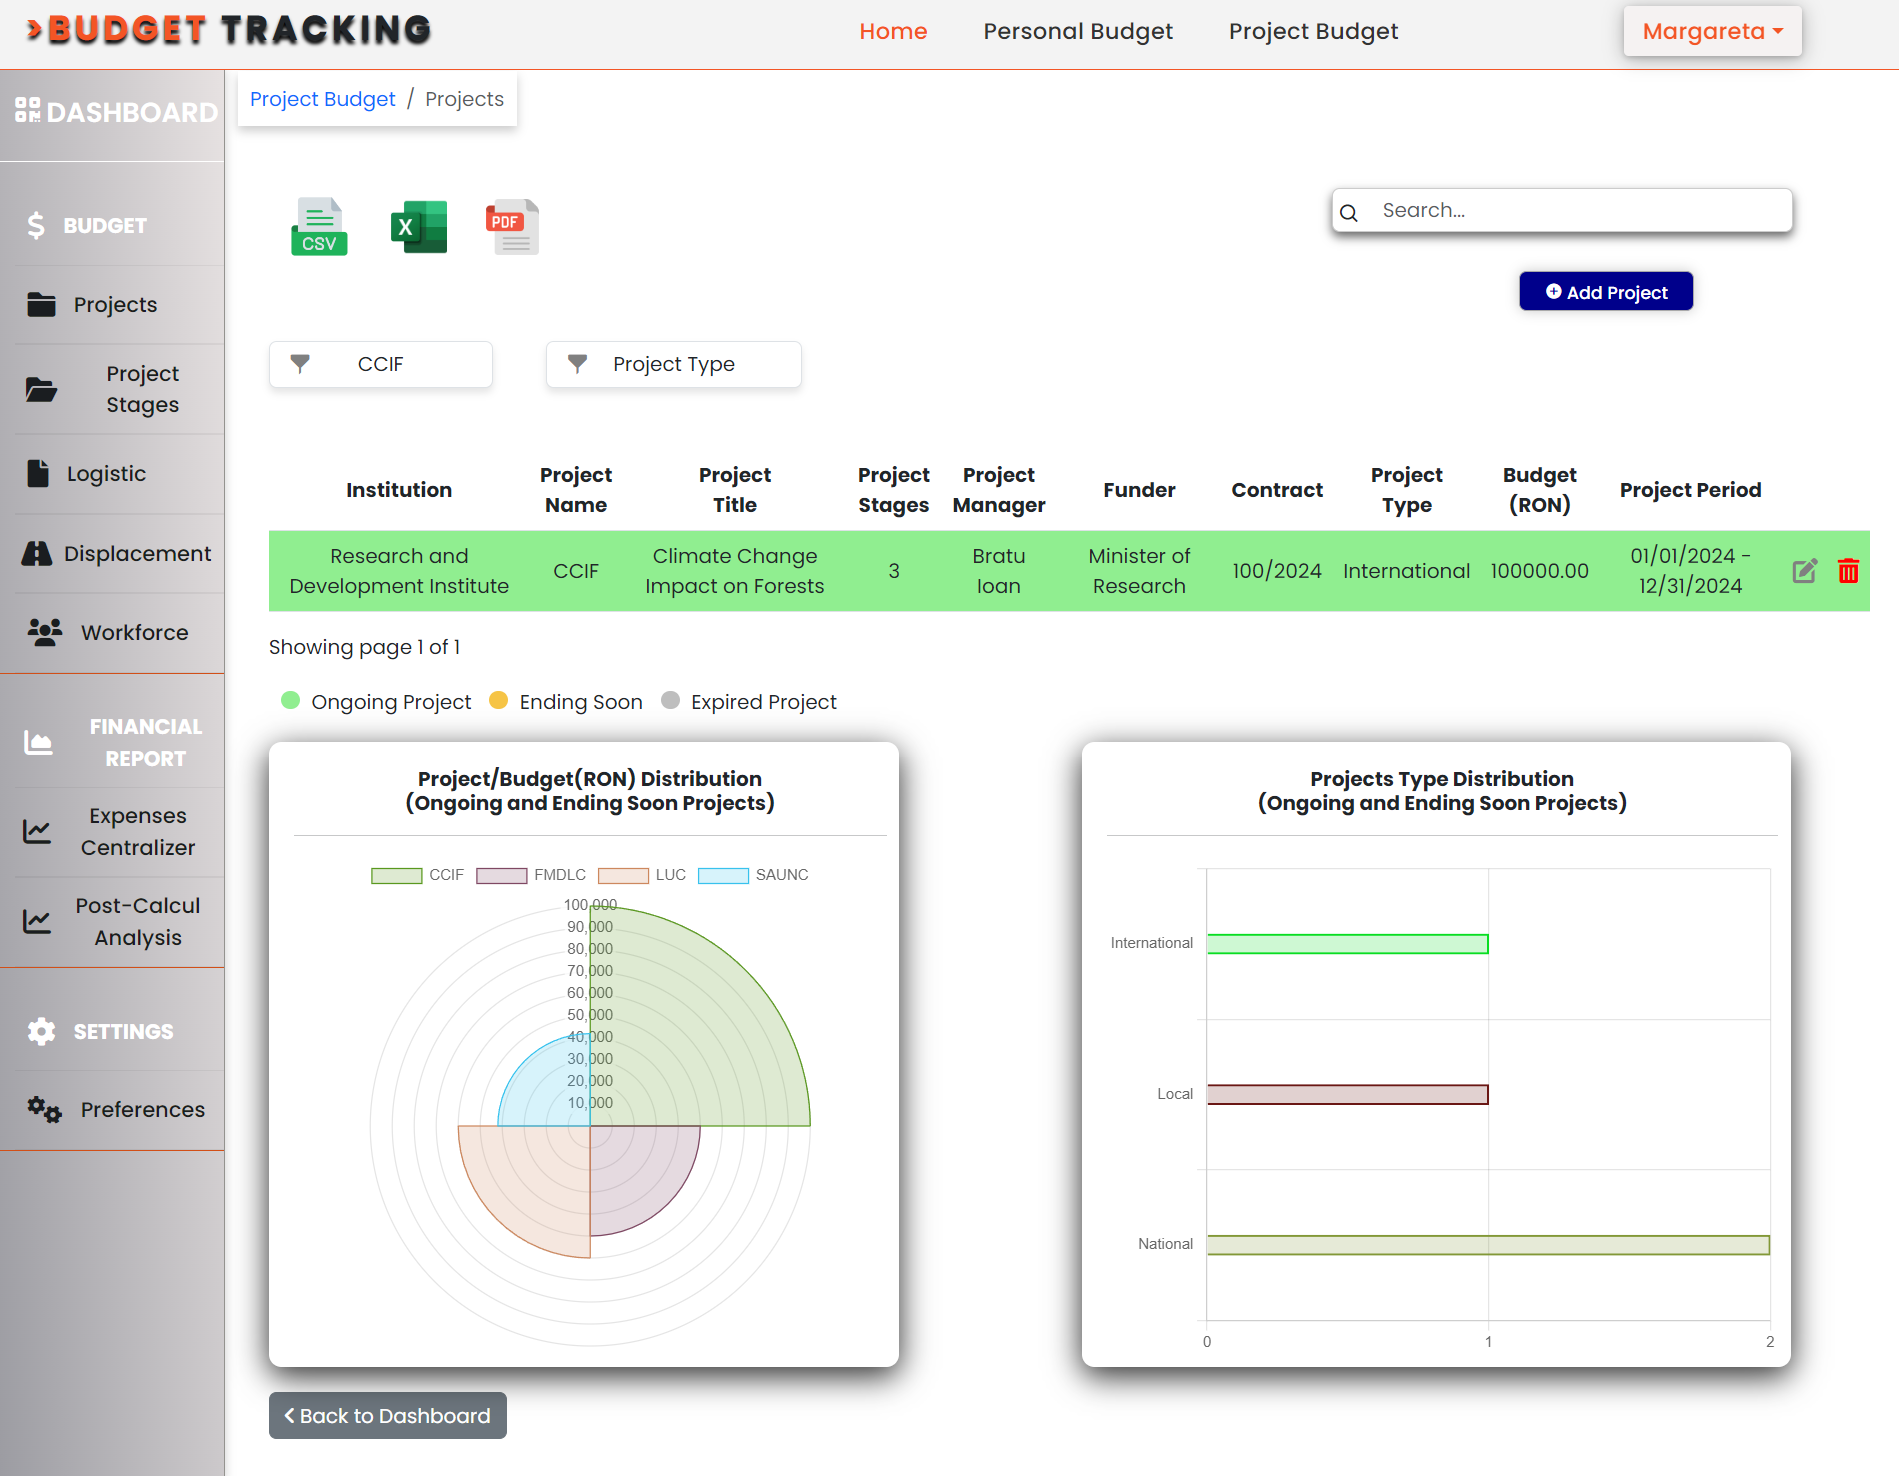 BUDGET TRACKING
Home Personal Budget Project Budget Margareta
DASHBOARD
Project Budget / Projects
BUDGET
Projects
Project
Stages
Logistic
Displacement
Workforce
FINANCIAL
REPORT
Expenses
Centralizer
Post-Calcul
Analysis
SETTINGS
Preferences
CSV X PDF
Search...
Add Project
CCIF Project Type
Institution Project Name Project Title Project Stages Project Manager Funder Contract Project Type Budget (RON) Project Period
Research and Development Institute CCIF Climate Change Impact on Forests 3 Bratu Ioan Minister of Research 100/2024 International 100000.00 01/01/2024 - 12/31/2024
Showing page 1 of 1
Ongoing Project Ending Soon Expired Project
Project/Budget(RON) Distribution
(Ongoing and Ending Soon Projects)
CCIF FMDLC LUC SAUNC
100,000
90,000
80,000
70,000
60,000
50,000
40,000
30,000
20,000
10,000
Projects Type Distribution
(Ongoing and Ending Soon Projects)
International
Local
National
0 1 2
Back to Dashboard